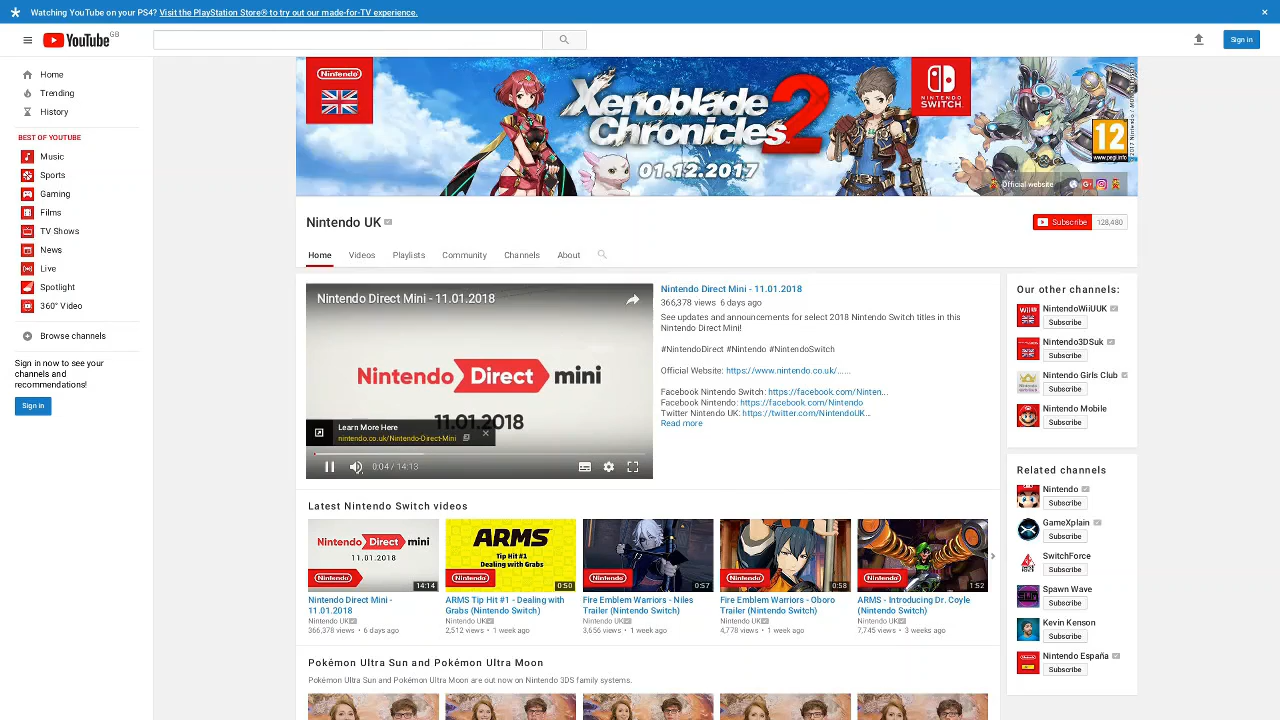 Watching YouTube on your PS4? Visit the PlayStation Store® to try out our made-for-TV experience.
YouTube GB
Sign in
Home
Trending
History
BEST OF YOUTUBE
Music
Sports
Gaming
Films
TV Shows
News
Live
Spotlight
360° Video
Browse channels
Sign in now to see your
channels and
recommendations!
Sign in
Nintendo
Xenoblade
Chronicles 2
01.12.2017
NINTENDO
SWITCH
12
www.pegi.info
Official website
Nintendo UK
Subscribe 128,480
Home Videos Playlists Community Channels About
Nintendo Direct Mini - 11.01.2018
Nintendo Direct mini
11.01.2018
Learn More Here
nintendo.co.uk/Nintendo-Direct-Mini
0:04 / 14:13
Nintendo Direct Mini - 11.01.2018
366,378 views 6 days ago
See updates and announcements for select 2018 Nintendo Switch titles in this
Nintendo Direct Mini!
#NintendoDirect #Nintendo #NintendoSwitch
Official Website: https://www.nintendo.co.uk/......
Facebook Nintendo Switch: https://facebook.com/Ninten...
Facebook Nintendo: https://facebook.com/Nintendo
Twitter Nintendo UK: https://twitter.com/NintendoUK...
Read more
Our other channels:
NintendoWiiUUK
Subscribe
Nintendo3DSuk
Subscribe
Nintendo Girls Club
Subscribe
Nintendo Mobile
Subscribe
Related channels
Nintendo
Subscribe
GameXplain
Subscribe
SwitchForce
Subscribe
Spawn Wave
Subscribe
Kevin Kenson
Subscribe
Nintendo España
Subscribe
Latest Nintendo Switch videos
Nintendo Direct mini
11.01.2018
Nintendo
14:14
Nintendo Direct Mini -
11.01.2018
Nintendo UK
366,378 views • 6 days ago
ARMS
Tip Hit #1
Dealing with Grabs
Nintendo
0:50
ARMS Tip Hit #1 - Dealing with
Grabs (Nintendo Switch)
Nintendo UK
2,512 views • 1 week ago
Nintendo
0:57
Fire Emblem Warriors - Niles
Trailer (Nintendo Switch)
Nintendo UK
3,656 views • 1 week ago
Nintendo
0:58
Fire Emblem Warriors - Oboro
Trailer (Nintendo Switch)
Nintendo UK
4,778 views • 1 week ago
Nintendo
1:52
ARMS - Introducing Dr. Coyle
(Nintendo Switch)
Nintendo UK
7,745 views • 3 weeks ago
Pokémon Ultra Sun and Pokémon Ultra Moon
Pokémon Ultra Sun and Pokémon Ultra Moon are out now on Nintendo 3DS family systems.